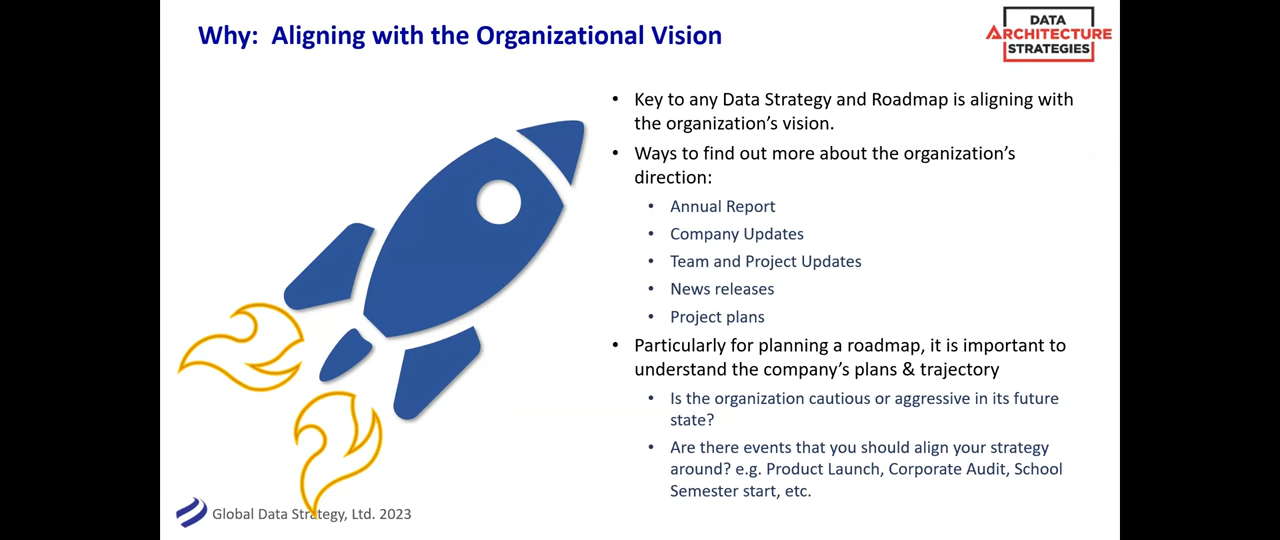 Why: Aligning with the Organizational Vision
DATA
ARCHITECTURE
STRATEGIES
• Key to any Data Strategy and Roadmap is aligning with
the organization's vision.
• Ways to find out more about the organization's
direction:
• Annual Report
• Company Updates
• Team and Project Updates
• News releases
• Project plans
• Particularly for planning a roadmap, it is important to
understand the company's plans & trajectory
• Is the organization cautious or aggressive in its future
state?
• Are there events that you should align your strategy
around? e.g. Product Launch, Corporate Audit, School
Semester start, etc.
Global Data Strategy, Ltd. 2023